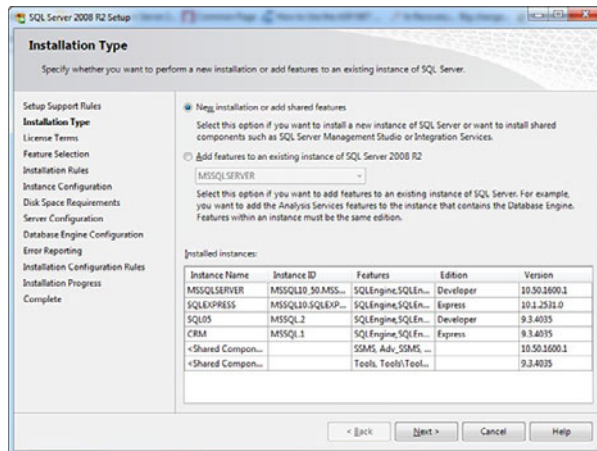 SQL Server 2008 R2 Setup
Installation Type
Specify whether you want to perform a new installation or add features to an existing instance of SQL Server.
Setup Support Rules
Installation Type
License Terms
Feature Selection
Installation Rules
Instance Configuration
Disk Space Requirements
Server Configuration
Database Engine Configuration
Error Reporting
Installation Configuration Rules
Installation Progress
Complete
New installation or add shared features
Select this option if you want to install a new instance of SQL Server or want to install shared
components such as SQL Server Management Studio or Integration Services.
Add features to an existing instance of SQL Server 2008 R2
MSSQLSERVER
Select this option if you want to add features to an existing instance of SQL Server. For example,
you want to add the Analysis Services features to the instance that contains the Database Engine.
Features within an instance must be the same edition.
Installed instances:
Instance Name Instance ID Features Edition Version
MSSQLSERVER MSSQL10_50.MSS... SQLEngine,SQLEn... Developer 10.50.1600.1
SQLEXPRESS MSSQL10.SQLEXP... SQLEngine,SQLEn... Express 10.1.2531.0
SQL05 MSSQL.2 SQLEngine,SQLEn... Developer 9.3.4035
CRM MSSQL.1 SQLEngine,SQLEn... Express 9.3.4035
<Shared Compon... SSMS, Adv_SSMS, ... 10.50.1600.1
<Shared Compon... Tools, Tools\Tool... 9.3.4035
< Back Next > Cancel Help